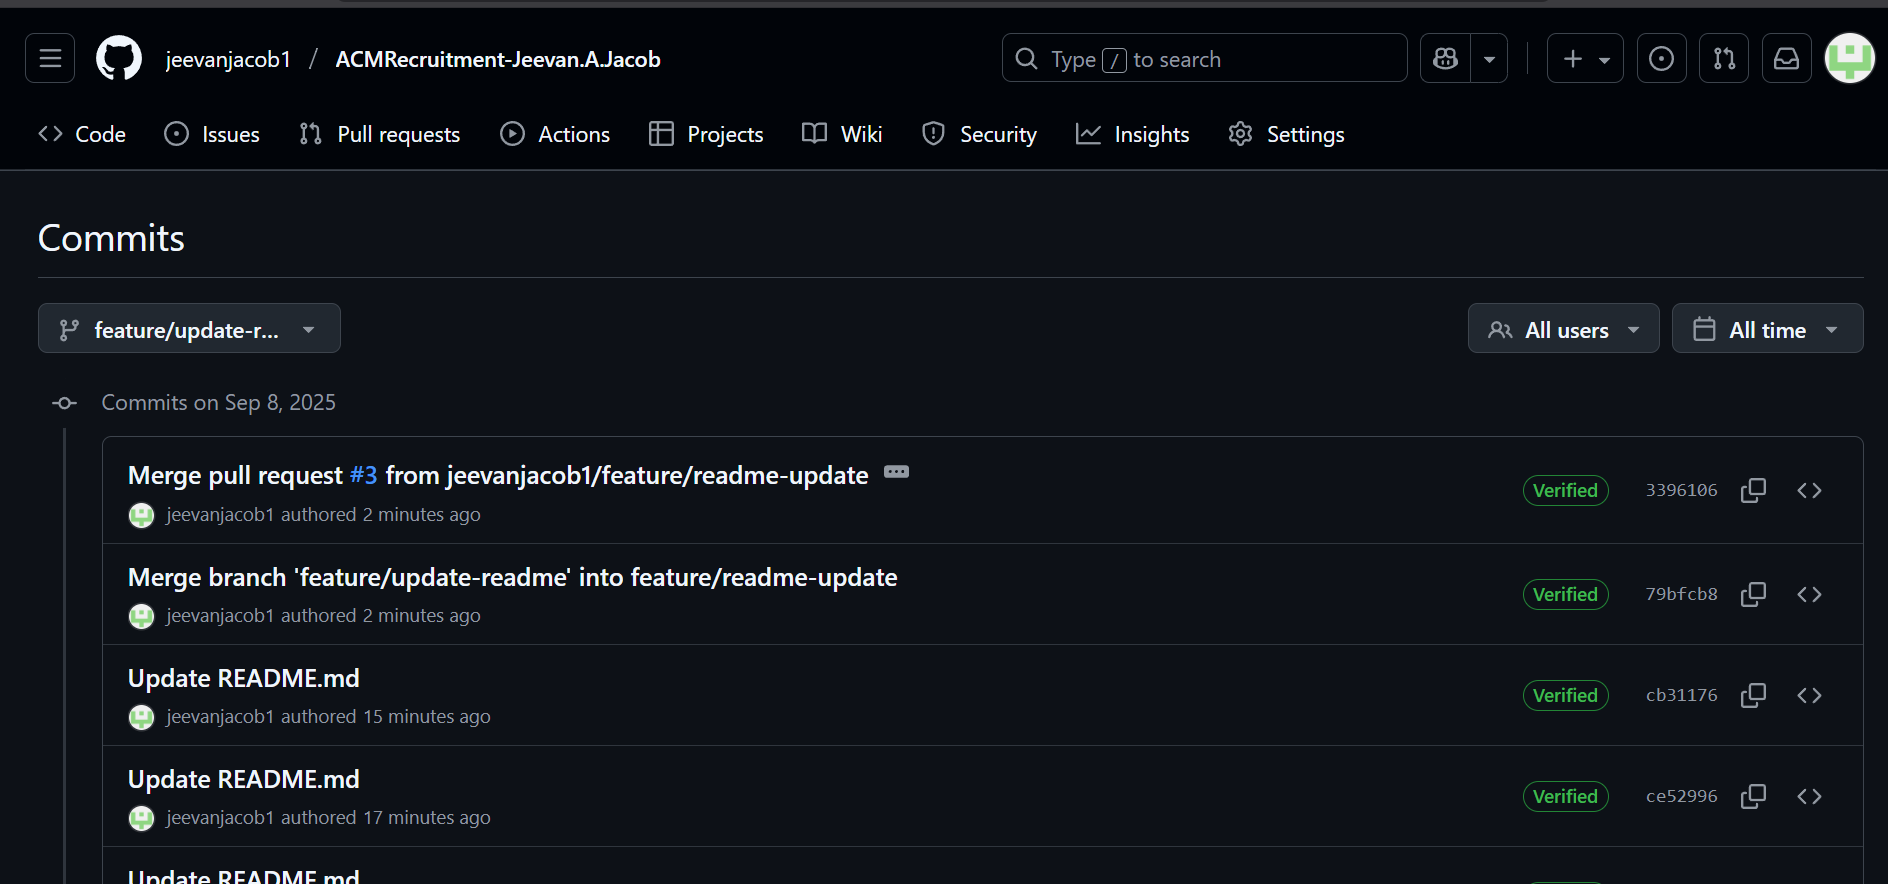 jeevanjacob1 / ACMRecruitment-Jeevan.A.Jacob
Type / to search
Code Issues Pull requests Actions Projects Wiki Security Insights Settings
Commits
feature/update-r...
All users
All time
Commits on Sep 8, 2025
Merge pull request #3 from jeevanjacob1/feature/readme-update
jeevanjacob1 authored 2 minutes ago
Verified 3396106
Merge branch 'feature/update-readme' into feature/readme-update
jeevanjacob1 authored 2 minutes ago
Verified 79bfcb8
Update README.md
jeevanjacob1 authored 15 minutes ago
Verified cb31176
Update README.md
jeevanjacob1 authored 17 minutes ago
Verified ce52996
Update README.md